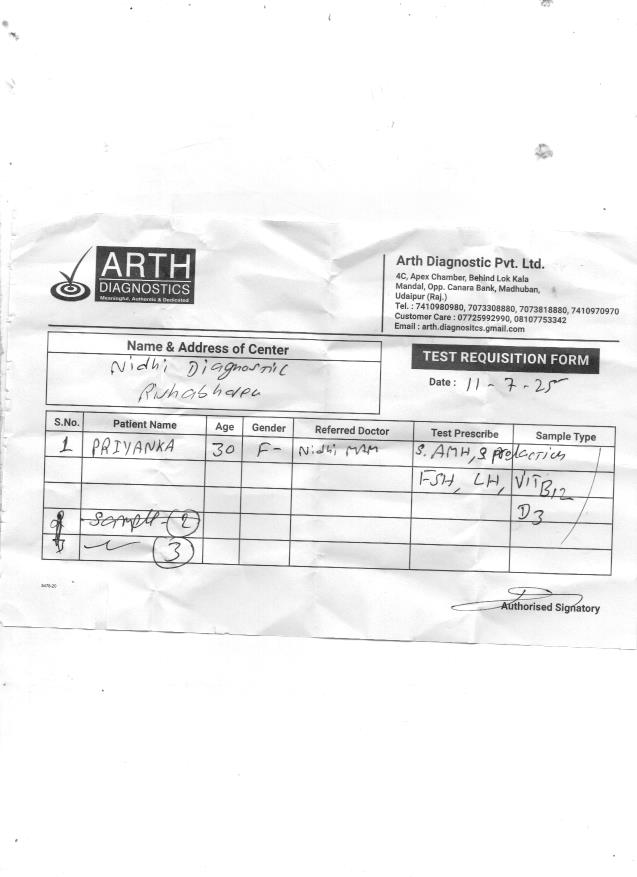 ARTH
DIAGNOSTICS
Meaningful, Authentic & Dedicated
Arth Diagnostic Pvt. Ltd.
4C, Apex Chamber, Behind Lok Kala
Mandal, Opp. Canara Bank, Madhuban,
Udaipur (Raj.)
Tel. : 7410980980, 7073308880, 7073818880, 7410970970
Customer Care : 07725992990, 08107753342
Email : arth.diagnositcs.gmail.com
Name & Address of Center
Nidhi Diagnostic
TEST REQUISITION FORM
Date : 11-7-25
S.No. Patient Name Age Gender Referred Doctor Test Prescribe Sample Type
1 PRIYANKA 30 F- Nidhi MAM S. AMH, S prolactin
FSH, LH, VIT B12
D3
Sample - 2
3
5478-20
Authorised Signatory